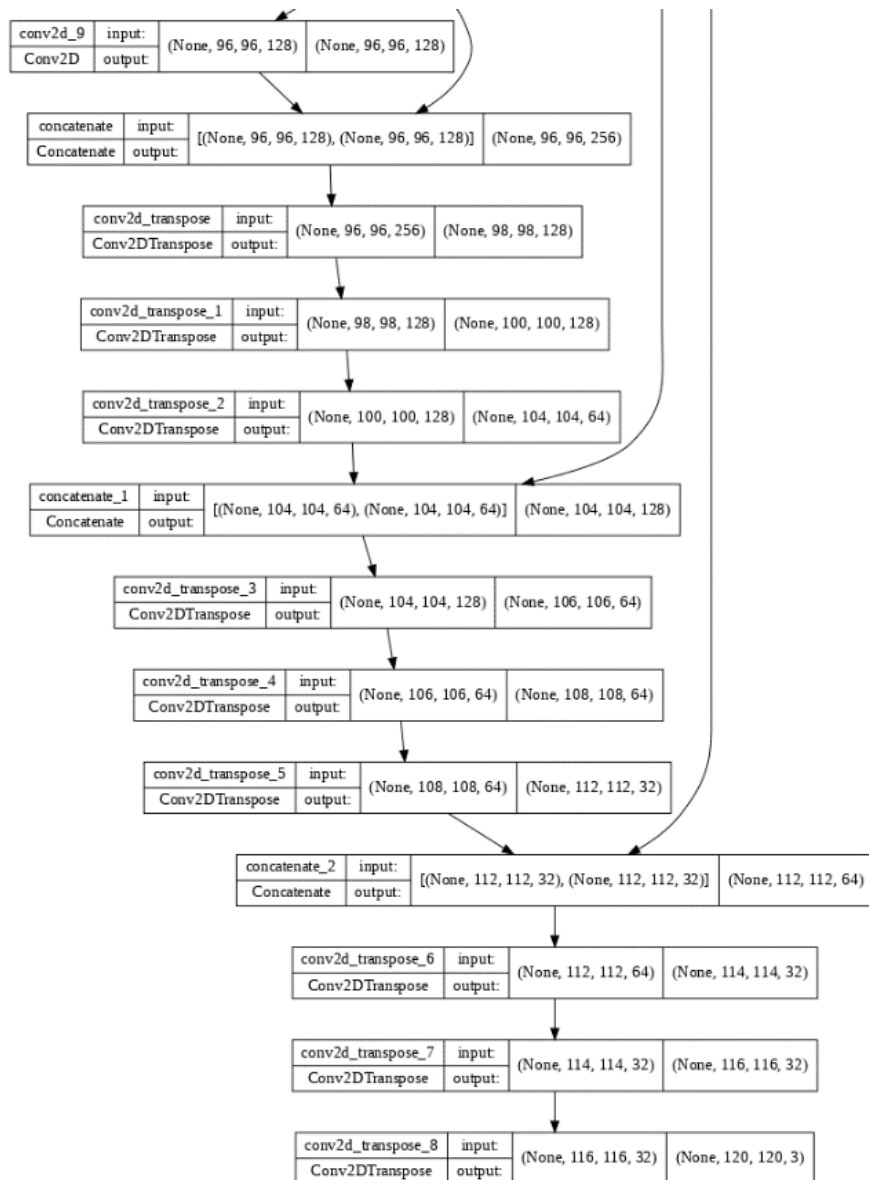 conv2d_9 input: (None, 96, 96, 128) (None, 96, 96, 128)
Conv2D output:
concatenate input: [(None, 96, 96, 128), (None, 96, 96, 128)] (None, 96, 96, 256)
Concatenate output:
conv2d_transpose input: (None, 96, 96, 256) (None, 98, 98, 128)
Conv2DTranspose output:
conv2d_transpose_1 input: (None, 98, 98, 128) (None, 100, 100, 128)
Conv2DTranspose output:
conv2d_transpose_2 input: (None, 100, 100, 128) (None, 104, 104, 64)
Conv2DTranspose output:
concatenate_1 input: [(None, 104, 104, 64), (None, 104, 104, 64)] (None, 104, 104, 128)
Concatenate output:
conv2d_transpose_3 input: (None, 104, 104, 128) (None, 106, 106, 64)
Conv2DTranspose output:
conv2d_transpose_4 input: (None, 106, 106, 64) (None, 108, 108, 64)
Conv2DTranspose output:
conv2d_transpose_5 input: (None, 108, 108, 64) (None, 112, 112, 32)
Conv2DTranspose output:
concatenate_2 input: [(None, 112, 112, 32), (None, 112, 112, 32)] (None, 112, 112, 64)
Concatenate output:
conv2d_transpose_6 input: (None, 112, 112, 64) (None, 114, 114, 32)
Conv2DTranspose output:
conv2d_transpose_7 input: (None, 114, 114, 32) (None, 116, 116, 32)
Conv2DTranspose output:
conv2d_transpose_8 input: (None, 116, 116, 32) (None, 120, 120, 3)
Conv2DTranspose output: